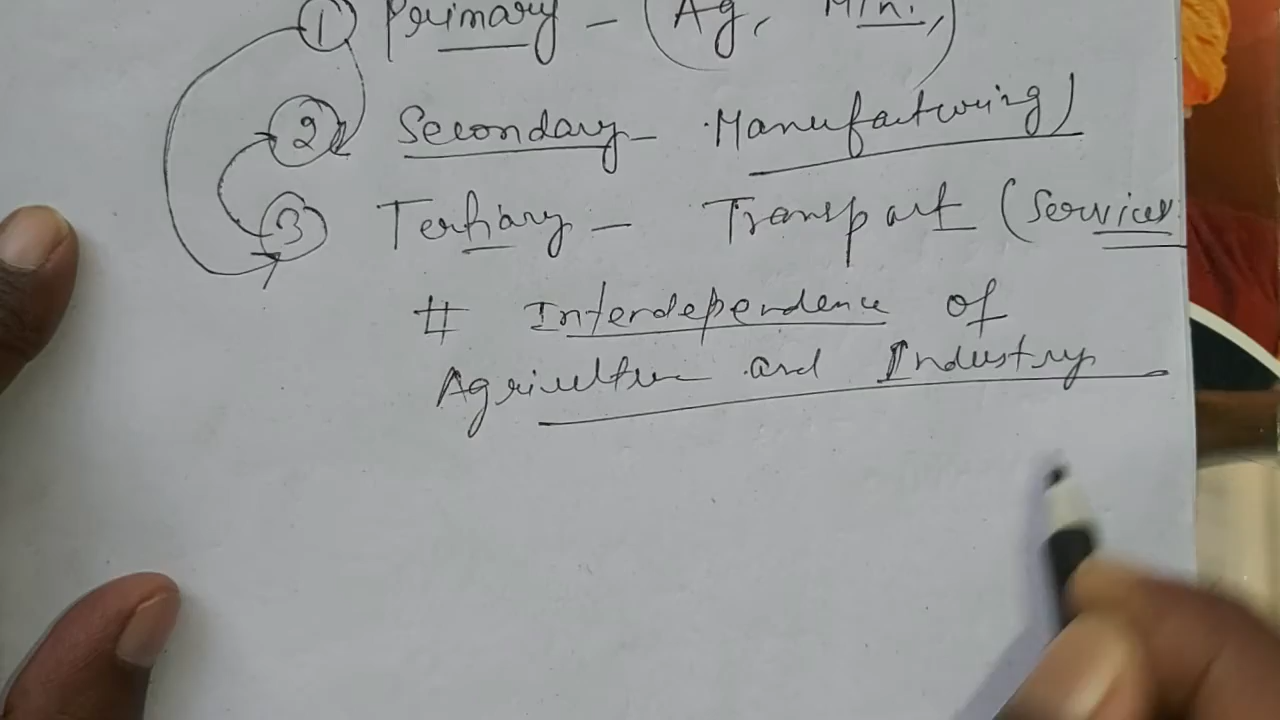 ① Primary - (Ag, Min.,)
② Secondary - Manufacturing)
③ Tertiary - Transport (Services
# Interdependence of
Agriculture and Industry